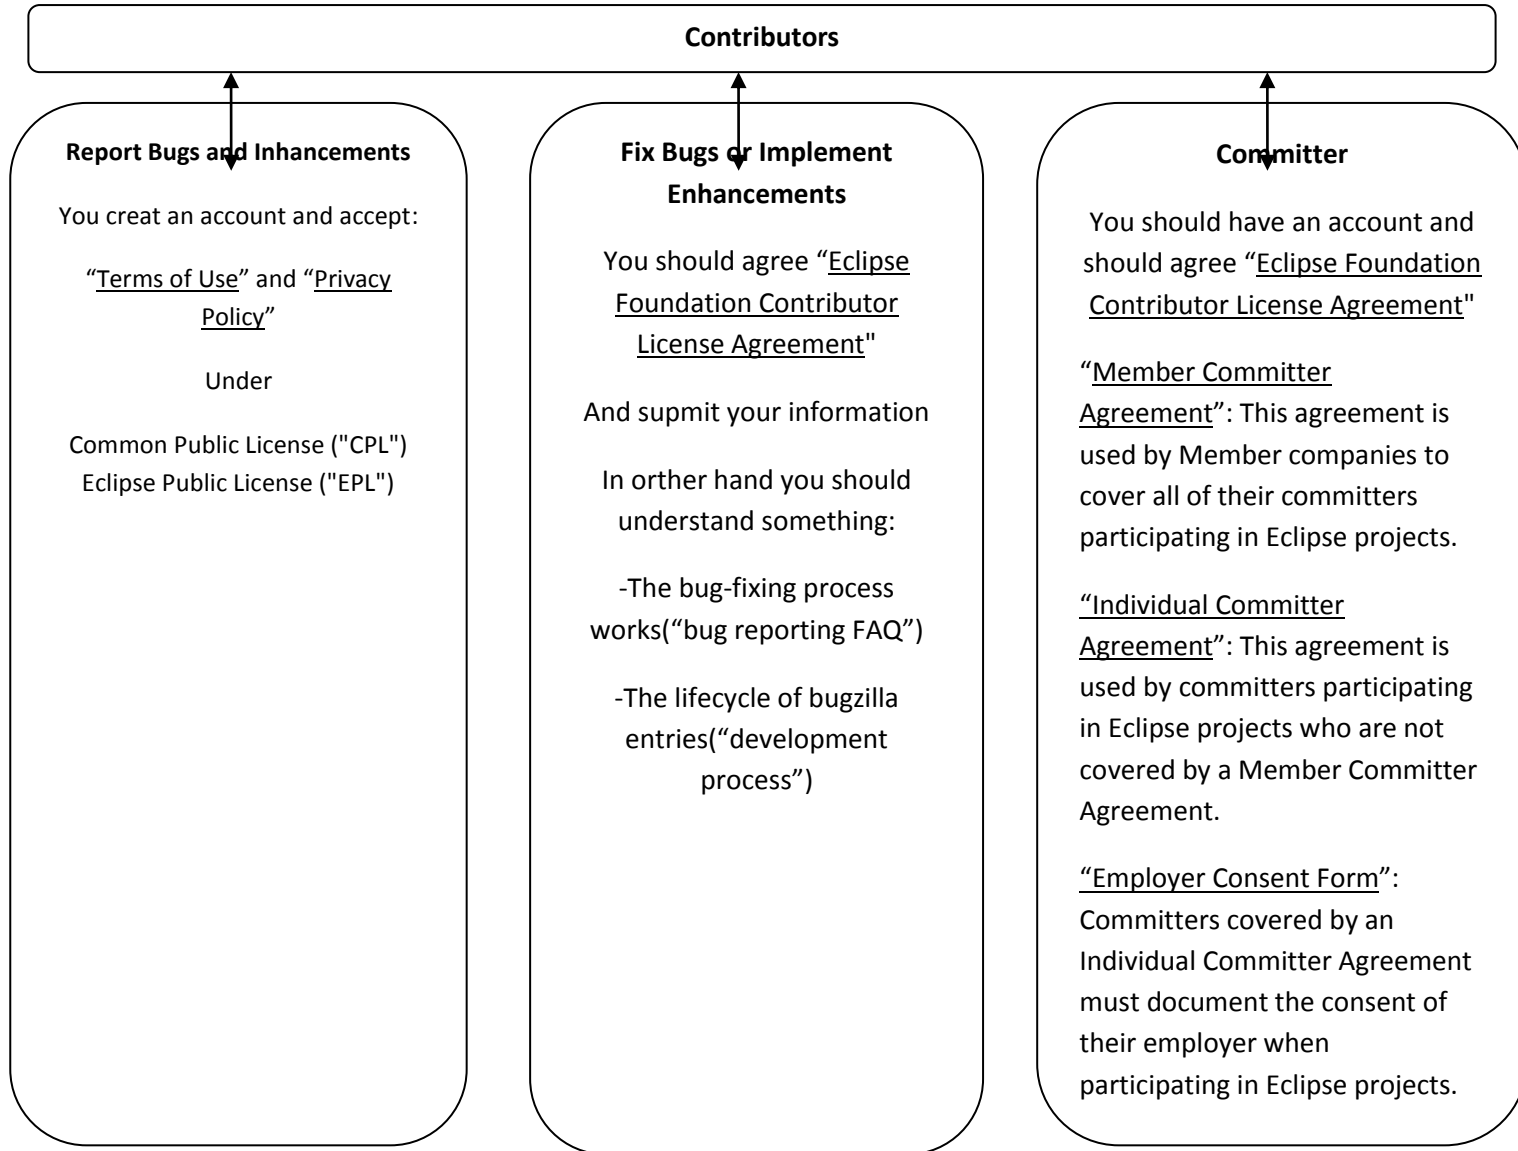 Contributors
Report Bugs and Inhancements
You creat an account and accept:
“Terms of Use” and “Privacy
Policy”
Under
Common Public License ("CPL")
Eclipse Public License ("EPL")
Fix Bugs or Implement
Enhancements
You should agree “Eclipse
Foundation Contributor
License Agreement"
And supmit your information
In orther hand you should
understand something:
-The bug-fixing process
works(“bug reporting FAQ”)
-The lifecycle of bugzilla
entries(“development
process”)
Committer
You should have an account and
should agree “Eclipse Foundation
Contributor License Agreement"
“Member Committer
Agreement”: This agreement is
used by Member companies to
cover all of their committers
participating in Eclipse projects.
“Individual Committer
Agreement”: This agreement is
used by committers participating
in Eclipse projects who are not
covered by a Member Committer
Agreement.
“Employer Consent Form”:
Committers covered by an
Individual Committer Agreement
must document the consent of
their employer when
participating in Eclipse projects.